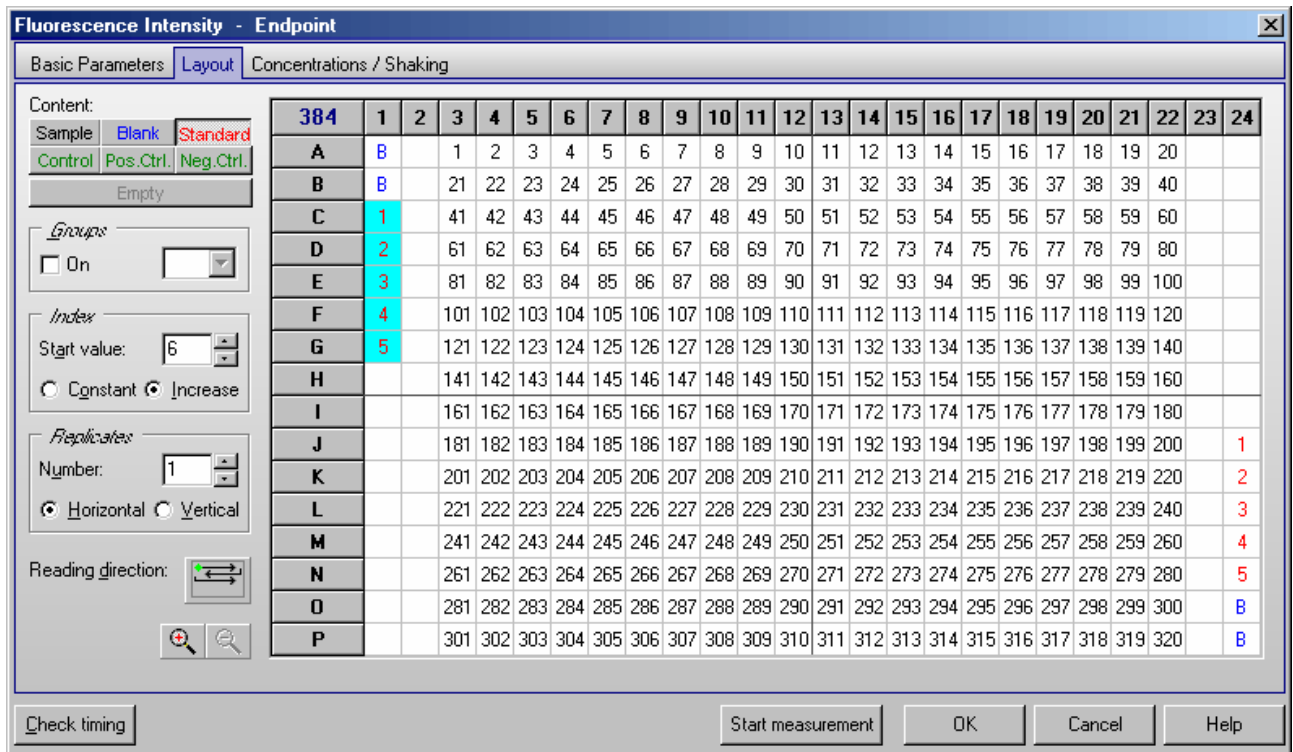 Fluorescence Intensity - Endpoint
Basic Parameters Layout Concentrations / Shaking
Content:
Sample Blank Standard
Control Pos.Ctrl. Neg.Ctrl.
Empty
Groups
On
Index
Start value: 6
Constant Increase
Replicates
Number: 1
Horizontal Vertical
Reading direction:
384 1 2 3 4 5 6 7 8 9 10 11 12 13 14 15 16 17 18 19 20 21 22 23 24
A B 1 2 3 4 5 6 7 8 9 10 11 12 13 14 15 16 17 18 19 20
B B 21 22 23 24 25 26 27 28 29 30 31 32 33 34 35 36 37 38 39 40
C 1 41 42 43 44 45 46 47 48 49 50 51 52 53 54 55 56 57 58 59 60
D 2 61 62 63 64 65 66 67 68 69 70 71 72 73 74 75 76 77 78 79 80
E 3 81 82 83 84 85 86 87 88 89 90 91 92 93 94 95 96 97 98 99 100
F 4 101 102 103 104 105 106 107 108 109 110 111 112 113 114 115 116 117 118 119 120
G 5 121 122 123 124 125 126 127 128 129 130 131 132 133 134 135 136 137 138 139 140
H 141 142 143 144 145 146 147 148 149 150 151 152 153 154 155 156 157 158 159 160
I 161 162 163 164 165 166 167 168 169 170 171 172 173 174 175 176 177 178 179 180
J 181 182 183 184 185 186 187 188 189 190 191 192 193 194 195 196 197 198 199 200 1
K 201 202 203 204 205 206 207 208 209 210 211 212 213 214 215 216 217 218 219 220 2
L 221 222 223 224 225 226 227 228 229 230 231 232 233 234 235 236 237 238 239 240 3
M 241 242 243 244 245 246 247 248 249 250 251 252 253 254 255 256 257 258 259 260 4
N 261 262 263 264 265 266 267 268 269 270 271 272 273 274 275 276 277 278 279 280 5
O 281 282 283 284 285 286 287 288 289 290 291 292 293 294 295 296 297 298 299 300 B
P 301 302 303 304 305 306 307 308 309 310 311 312 313 314 315 316 317 318 319 320 B
Check timing Start measurement OK Cancel Help